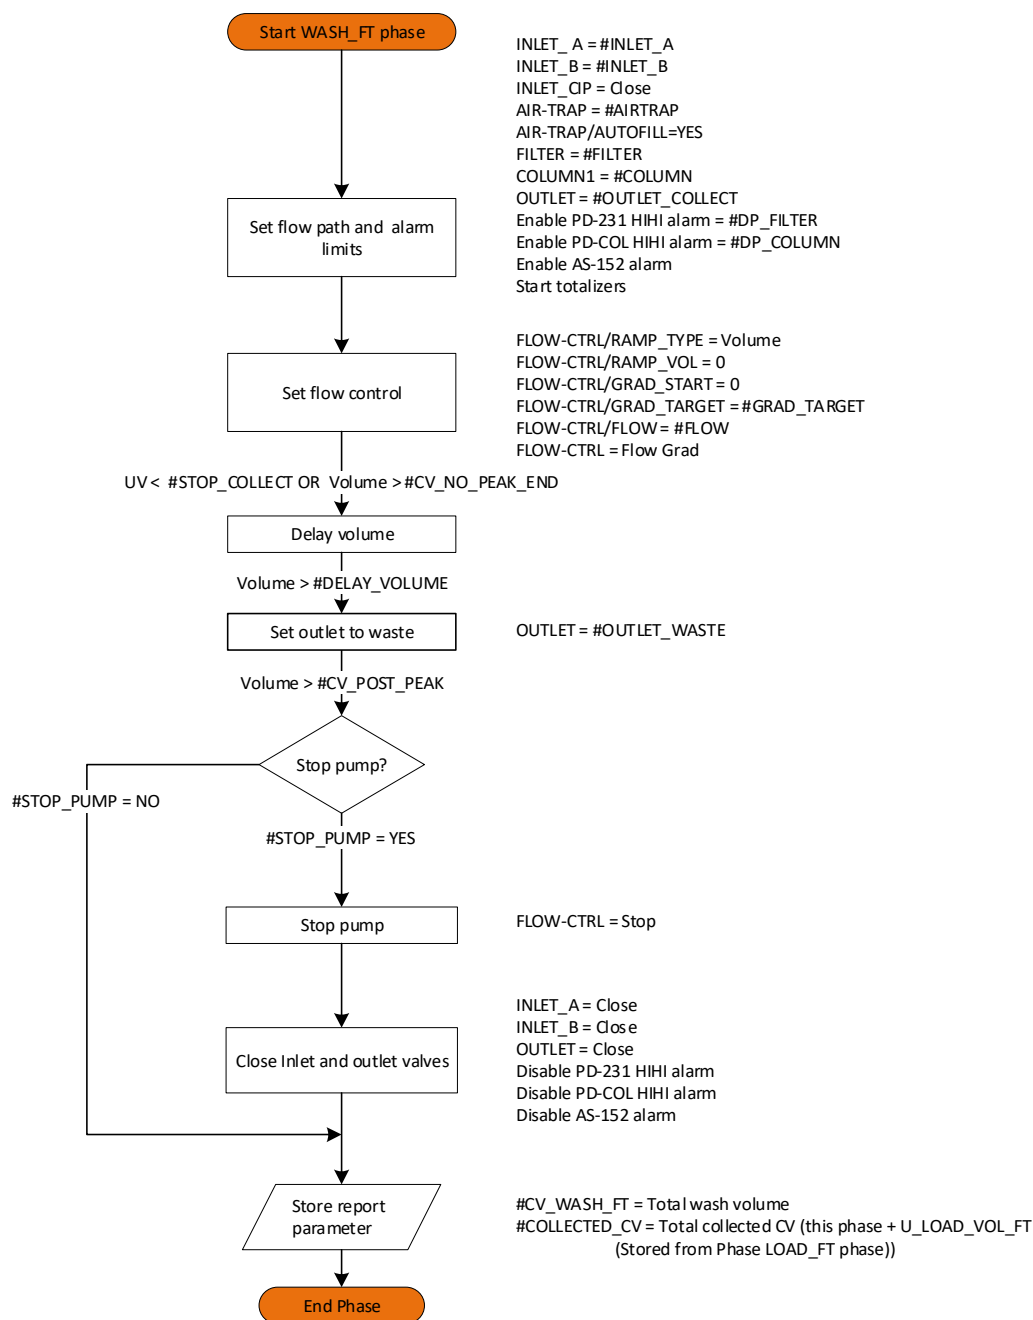 Start WASH_FT phase
INLET_ A = #INLET_A
INLET_B = #INLET_B
INLET_CIP = Close
AIR-TRAP = #AIRTRAP
AIR-TRAP/AUTOFILL=YES
FILTER = #FILTER
COLUMN1 = #COLUMN
OUTLET = #OUTLET_COLLECT
Enable PD-231 HIHI alarm = #DP_FILTER
Enable PD-COL HIHI alarm = #DP_COLUMN
Enable AS-152 alarm
Start totalizers
Set flow path and alarm
limits
FLOW-CTRL/RAMP_TYPE = Volume
FLOW-CTRL/RAMP_VOL = 0
FLOW-CTRL/GRAD_START = 0
FLOW-CTRL/GRAD_TARGET = #GRAD_TARGET
FLOW-CTRL/FLOW = #FLOW
FLOW-CTRL = Flow Grad
Set flow control
UV < #STOP_COLLECT OR Volume > #CV_NO_PEAK_END
Delay volume
Volume > #DELAY_VOLUME
Set outlet to waste
OUTLET = #OUTLET_WASTE
Volume > #CV_POST_PEAK
Stop pump?
#STOP_PUMP = NO
#STOP_PUMP = YES
Stop pump
FLOW-CTRL = Stop
Close Inlet and outlet valves
INLET_A = Close
INLET_B = Close
OUTLET = Close
Disable PD-231 HIHI alarm
Disable PD-COL HIHI alarm
Disable AS-152 alarm
Store report
parameter
#CV_WASH_FT = Total wash volume
#COLLECTED_CV = Total collected CV (this phase + U_LOAD_VOL_FT
(Stored from Phase LOAD_FT phase))
End Phase